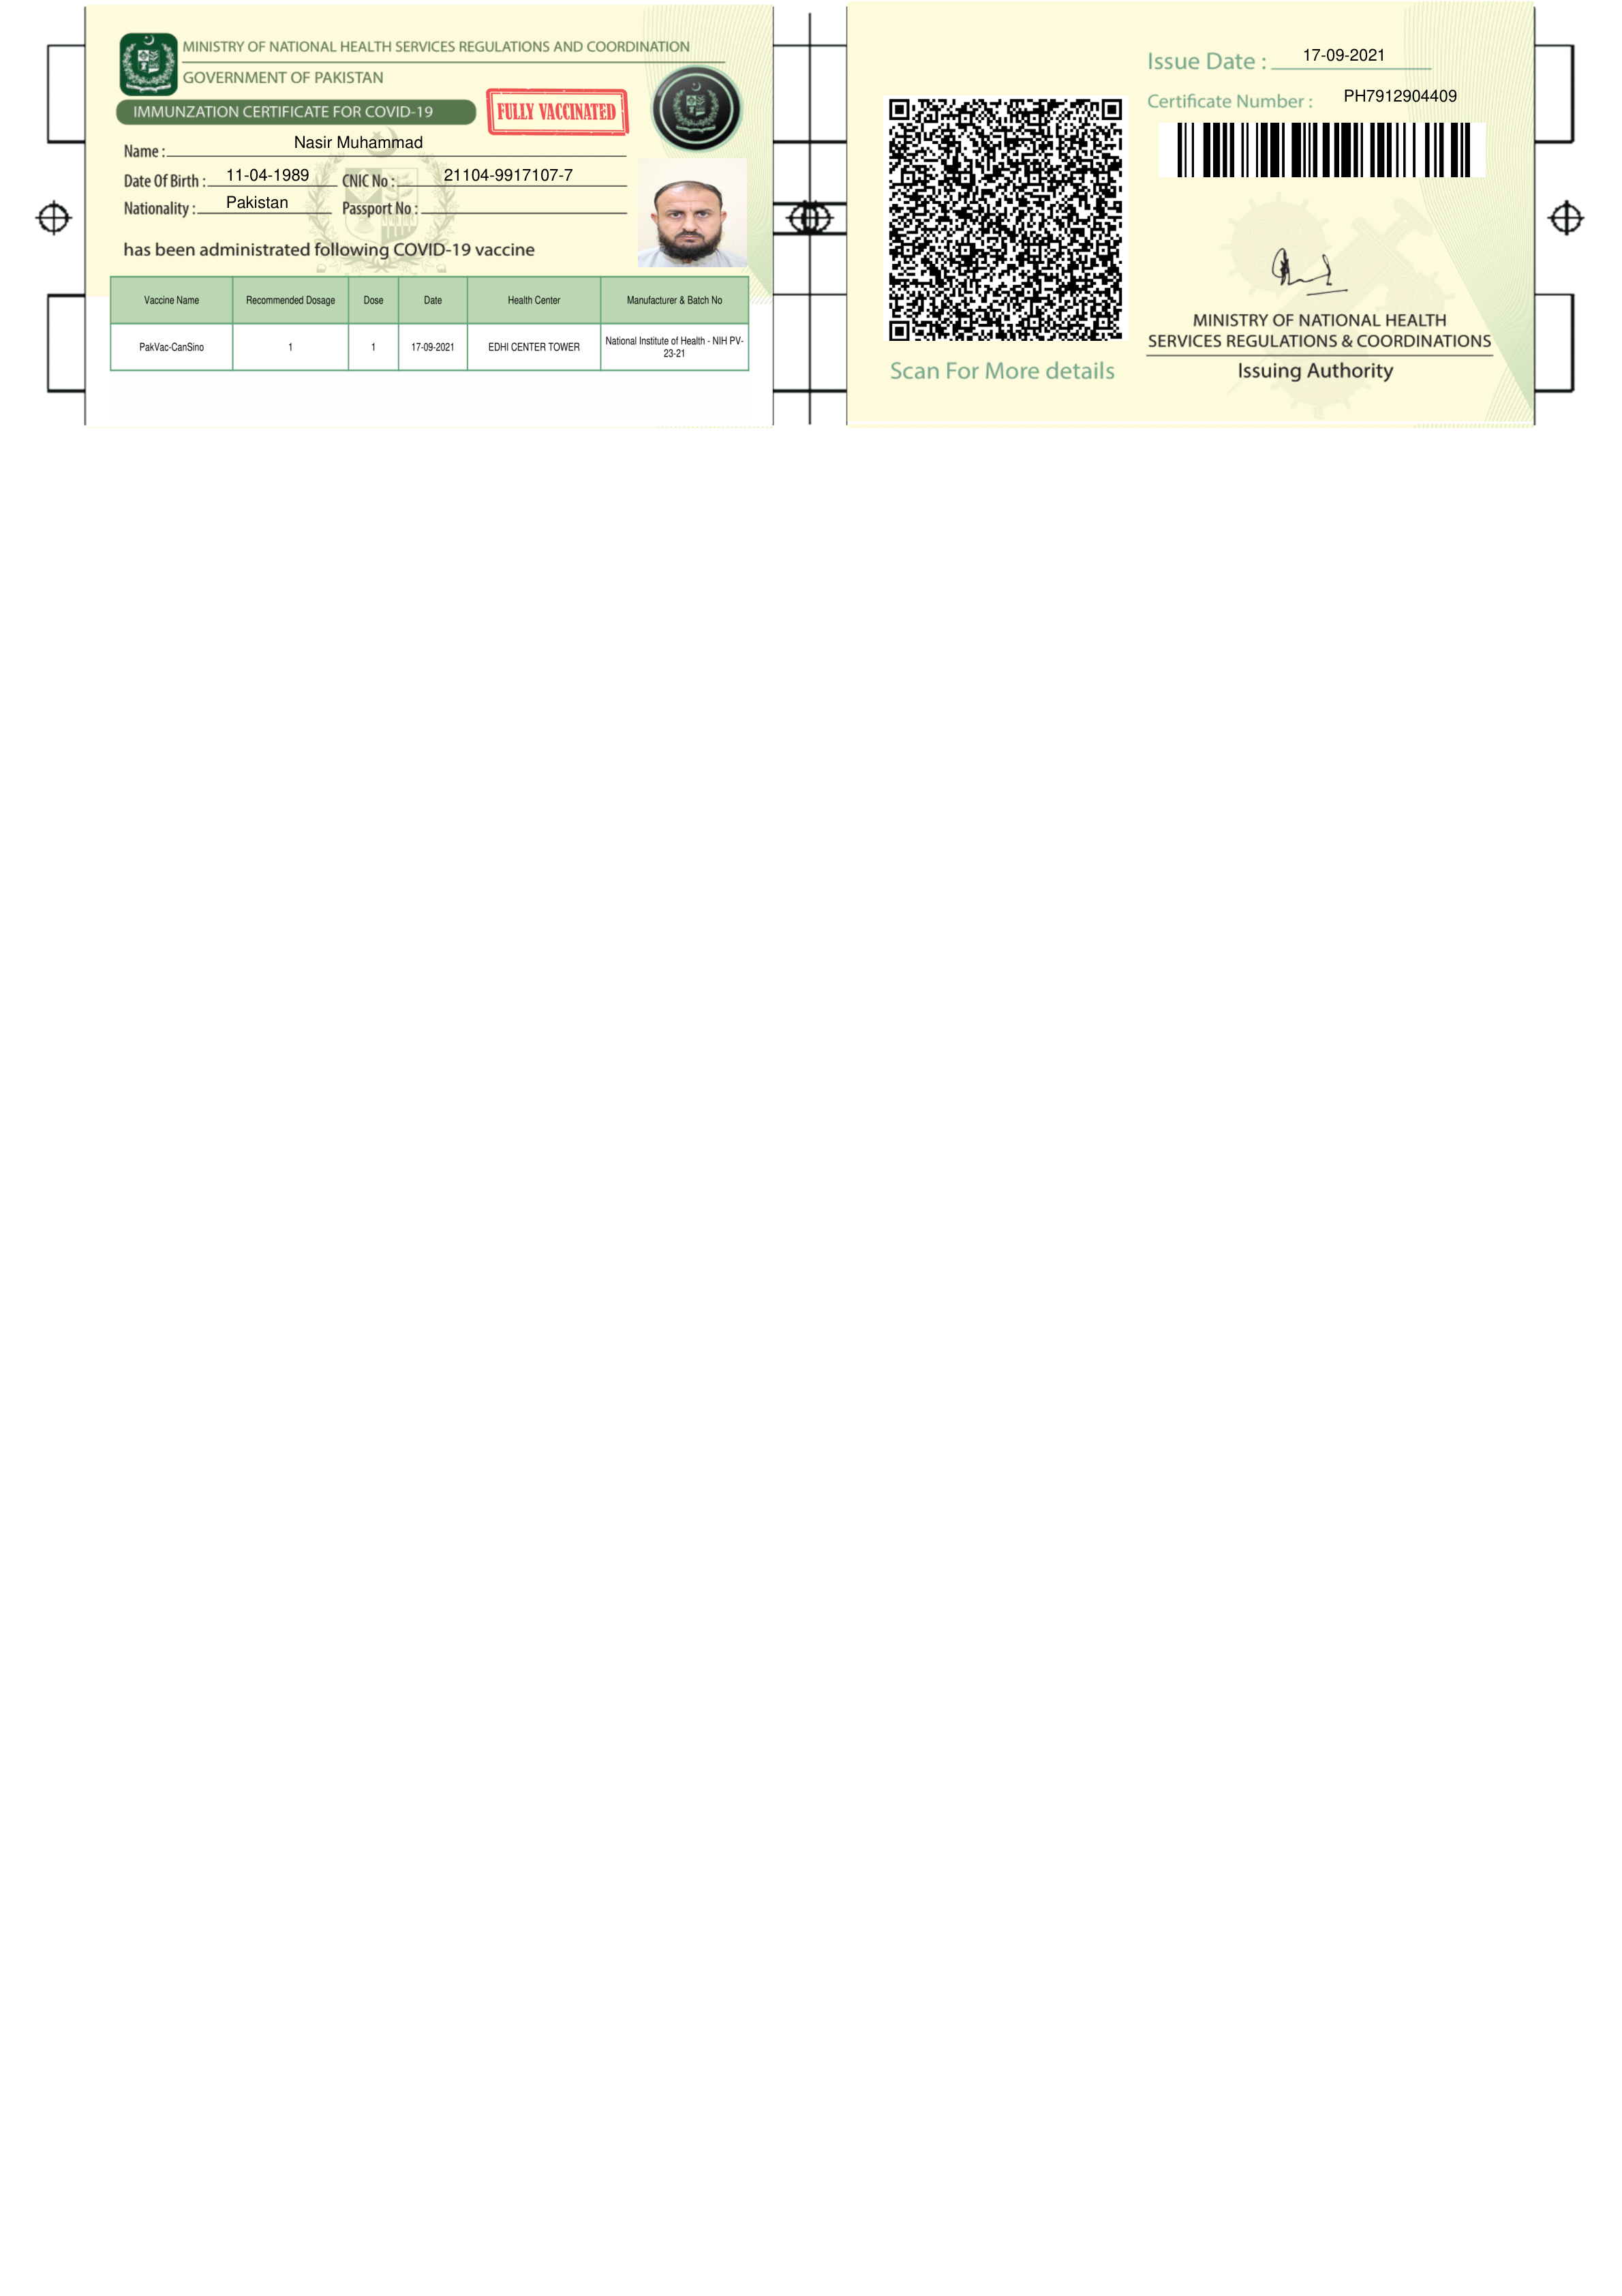 MINISTRY OF NATIONAL HEALTH SERVICES REGULATIONS AND COORDINATION
GOVERNMENT OF PAKISTAN
IMMUNZATION CERTIFICATE FOR COVID-19
FULLY VACCINATED
Name : Nasir Muhammad
Date Of Birth : 11-04-1989 CNIC No : 21104-9917107-7
Nationality : Pakistan Passport No :
has been administrated following COVID-19 vaccine
Vaccine Name Recommended Dosage Dose Date Health Center Manufacturer & Batch No
PakVac-CanSino 1 1 17-09-2021 EDHI CENTER TOWER National Institute of Health - NIH PV-
23-21
Issue Date : 17-09-2021
Certificate Number : PH7912904409
Scan For More details
MINISTRY OF NATIONAL HEALTH
SERVICES REGULATIONS & COORDINATIONS
Issuing Authority